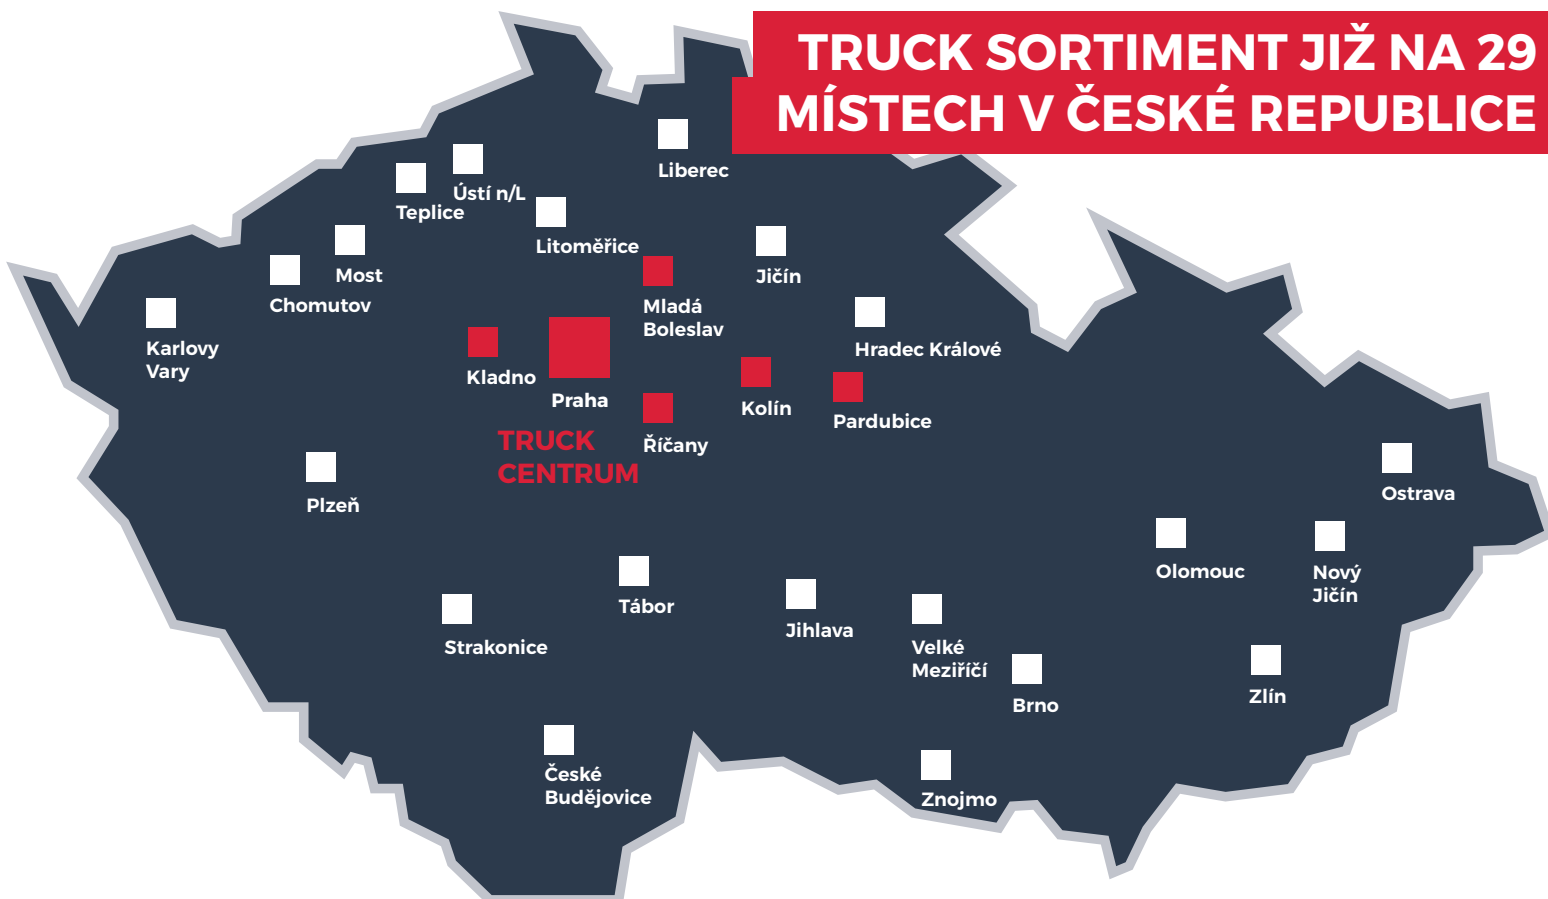 TRUCK SORTIMENT JIŽ NA 29
MÍSTECH V ČESKÉ REPUBLICE
Liberec
Ústí n/L
Teplice
Litoměřice
Most
Jičín
Chomutov
Mladá
Boleslav
Karlovy
Vary
Hradec Králové
Kladno
Praha
Kolín
Pardubice
TRUCK
CENTRUM
Říčany
Plzeň
Ostrava
Olomouc
Nový
Jičín
Tábor
Jihlava
Strakonice
Velké
Meziříčí
Brno
Zlín
České
Budějovice
Znojmo